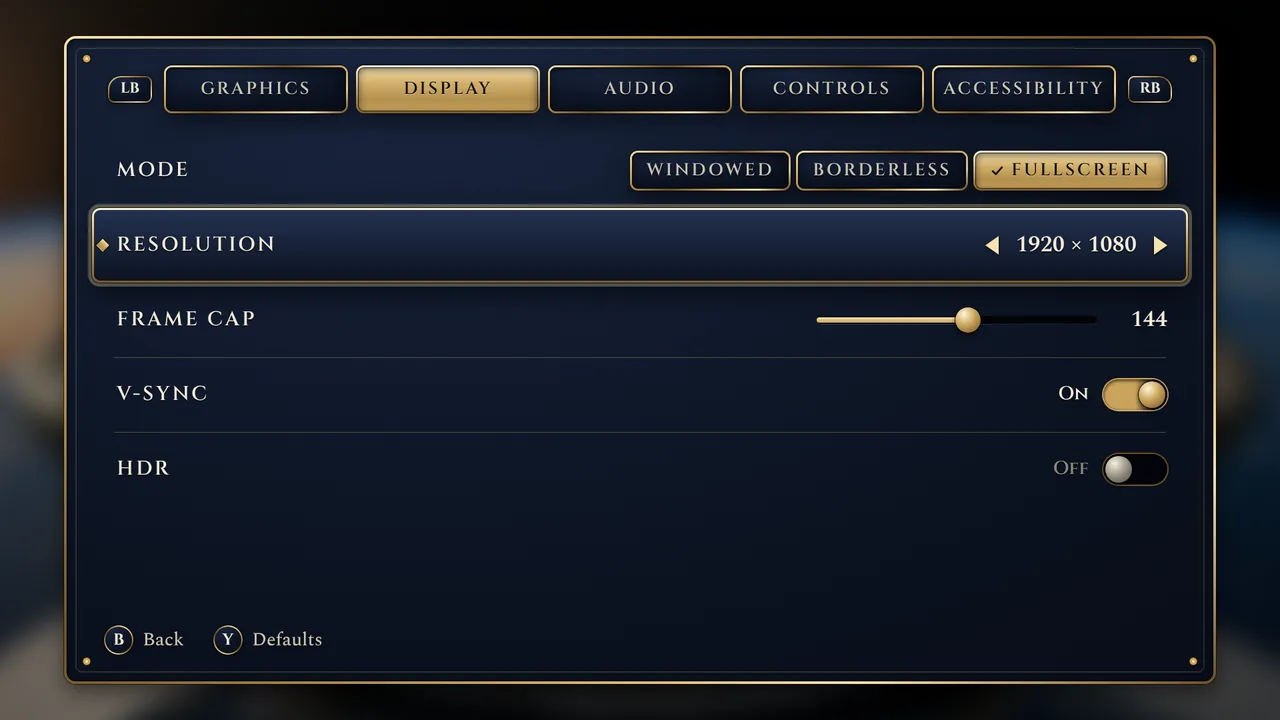 LB GRAPHICS DISPLAY AUDIO CONTROLS ACCESSIBILITY RB
MODE WINDOWED BORDERLESS ✓ FULLSCREEN
RESOLUTION 1920 × 1080
FRAME CAP 144
V-SYNC On
HDR Off
B Back Y Defaults